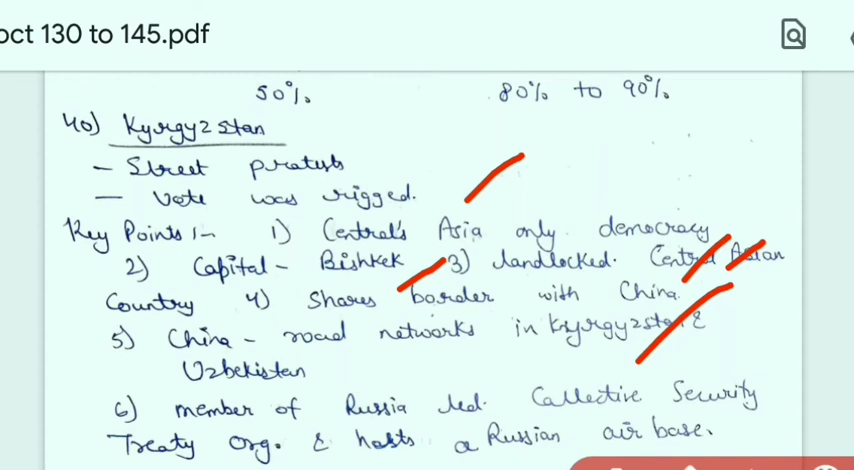 oct 130 to 145.pdf
50% 80% to 90%
40) Kyrgyzstan
- Street protests
- Vote was rigged.
Key Points :- 1) Central's Asia only democracy
2) Capital - Bishkek 3) landlocked. Central Asian
Country 4) Shares border with China.
5) China - road networks in Kyrgyzstan &
Uzbekistan
6) member of Russia led. Collective Security
Treaty Org. & hosts a Russian air base.